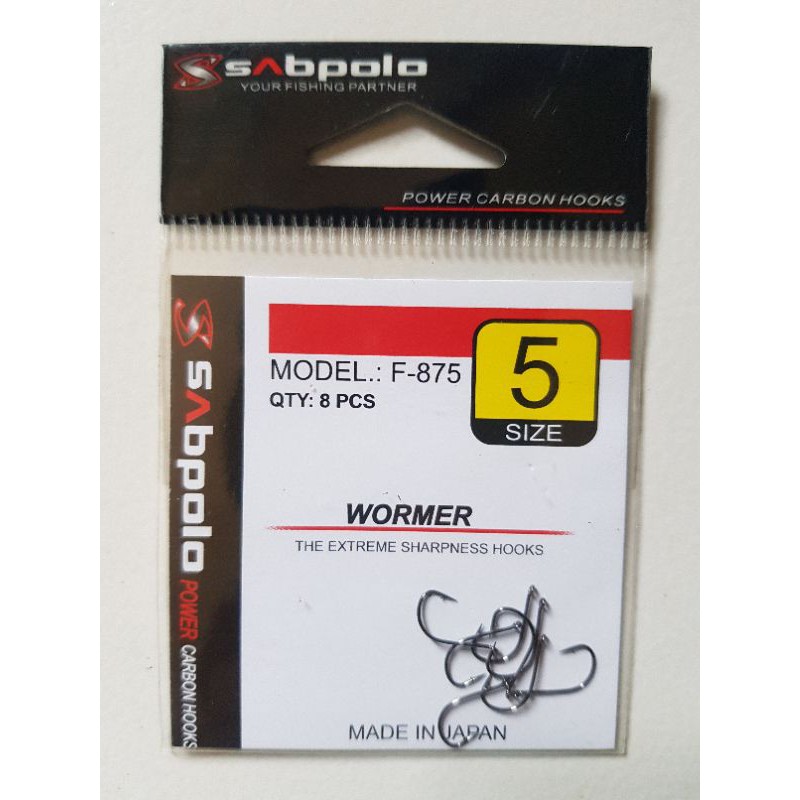 sabpolo
YOUR FISHING PARTNER
POWER CARBON HOOKS
sabpolo POWER CARBON HOOKS
MODEL.: F-875
QTY: 8 PCS
5
SIZE
WORMER
THE EXTREME SHARPNESS HOOKS
MADE IN JAPAN